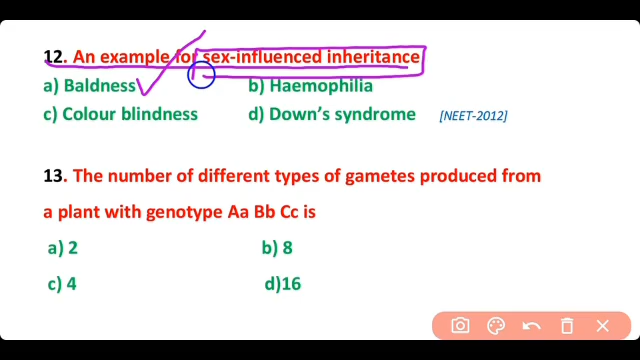 12. An example for sex-influenced inheritance
a) Baldness b) Haemophilia
c) Colour blindness d) Down's syndrome [NEET-2012]
13. The number of different types of gametes produced from
a plant with genotype Aa Bb Cc is
a) 2 b) 8
c) 4 d)16